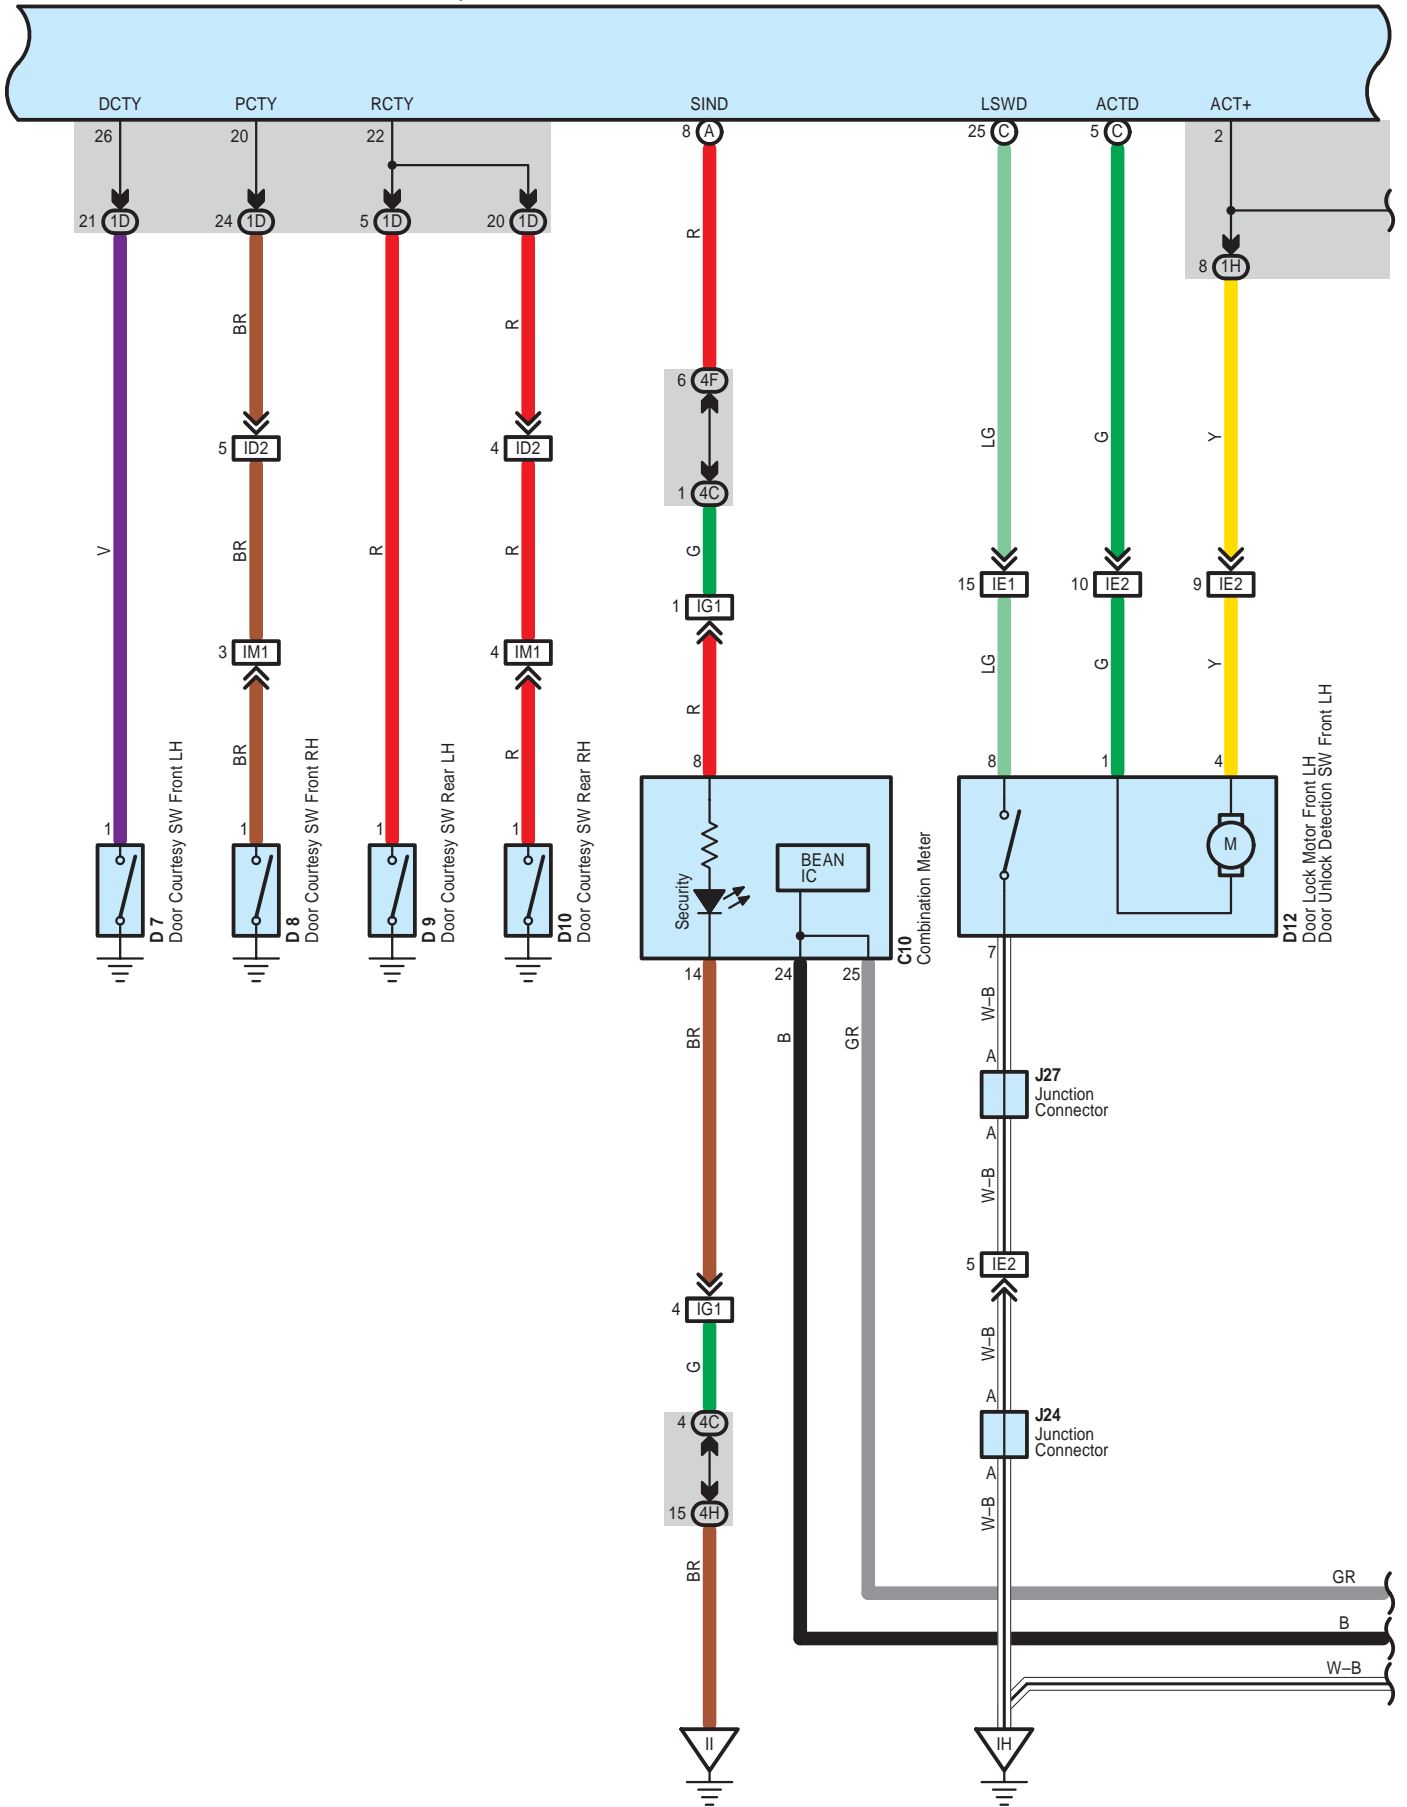 DCTY PCTY RCTY SIND LSWD ACTD ACT+
26 20 22 8 A 25 C 5 C 2
21 1D 24 1D 5 1D 20 1D
R
8 1H
BR R
6 4F
5 ID2 4 ID2
LG G Y
1 4C
V BR R R G
15 IE1 10 IE2 9 IE2
1 IG1
3 IM1 4 IM1
LG G Y
R
BR R
8 8 1 4
1 1 1 1
D 7
Door Courtesy SW Front LH
D 8
Door Courtesy SW Front RH
D 9
Door Courtesy SW Rear LH
D10
Door Courtesy SW Rear RH
Security
BEAN
IC
C10
Combination Meter
M
D12
Door Lock Motor Front LH
Door Unlock Detection SW Front LH
14 24 25 7
W–B
BR B GR
A
J27
Junction
Connector
A
W–B
5 IE2
4 IG1
W–B
G
A
J24
Junction
Connector
4 4C
A
W–B
15 4H
BR
GR
B
W–B
II IH